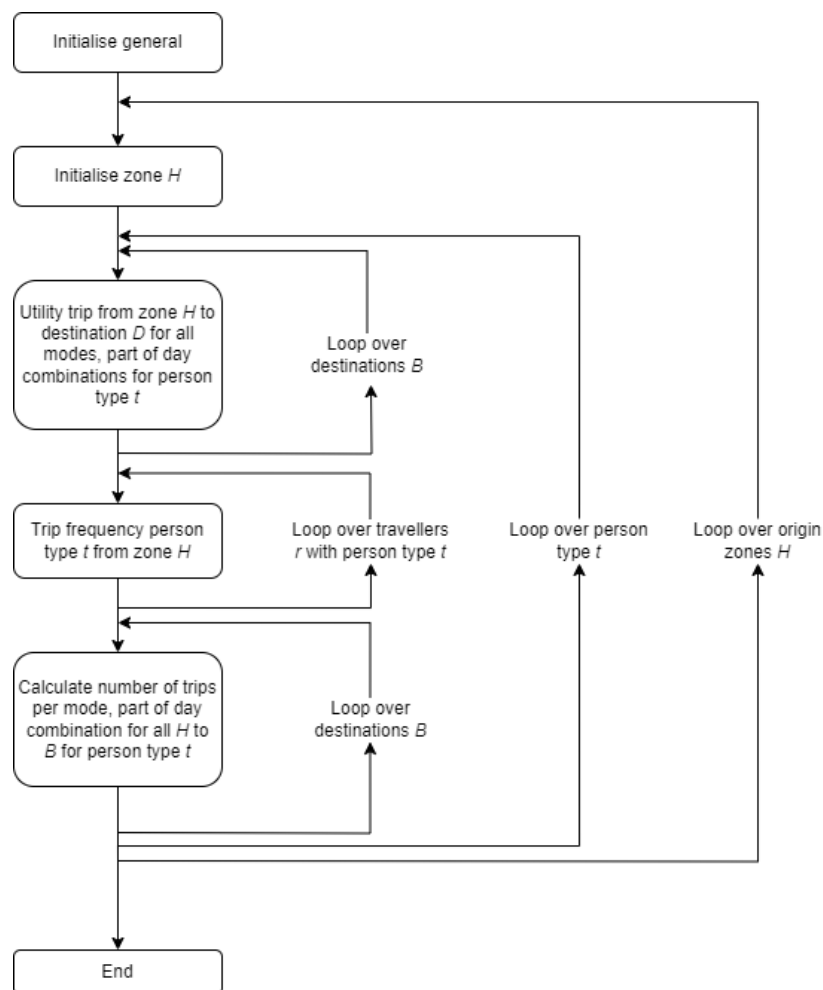 Initialise general
Initialise zone H
Utility trip from zone H to
destination D for all
modes, part of day
combinations for person
type t
Loop over
destinations B
Trip frequency person
type t from zone H
Loop over travellers
r with person type t
Loop over person
type t
Loop over origin
zones H
Calculate number of trips
per mode, part of day
combination for all H to
B for person type t
Loop over
destinations B
End